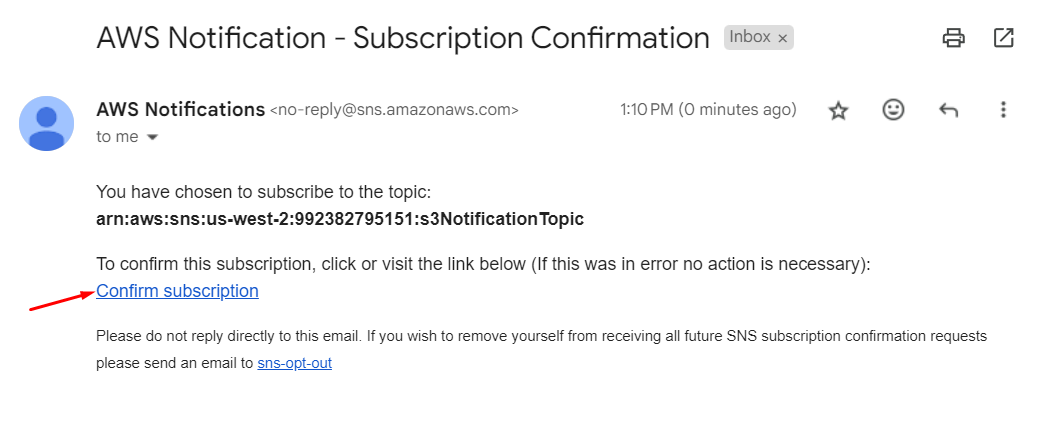 AWS Notification - Subscription Confirmation Inbox ×
AWS Notifications <no-reply@sns.amazonaws.com> 1:10 PM (0 minutes ago)
to me
You have chosen to subscribe to the topic:
arn:aws:sns:us-west-2:992382795151:s3NotificationTopic
To confirm this subscription, click or visit the link below (If this was in error no action is necessary):
Confirm subscription
Please do not reply directly to this email. If you wish to remove yourself from receiving all future SNS subscription confirmation requests
please send an email to sns-opt-out